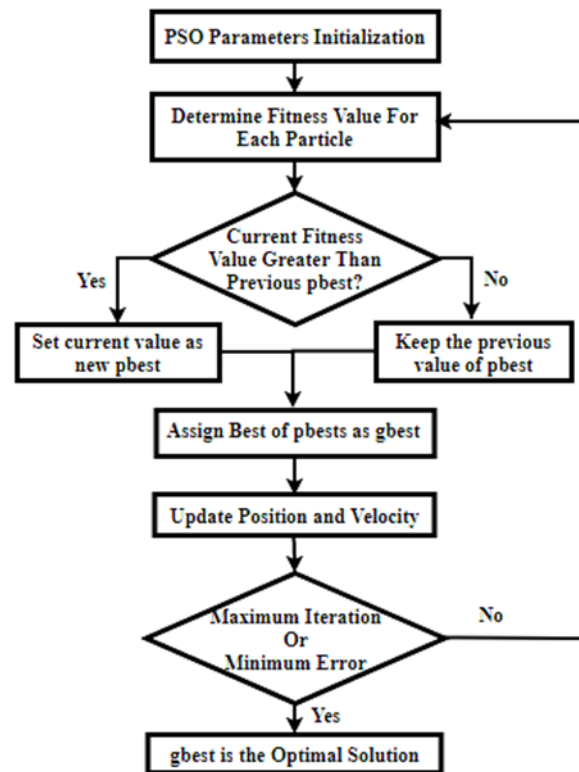 PSO Parameters Initialization
Determine Fitness Value For
Each Particle
Current Fitness
Value Greater Than
Previous pbest?
Yes
No
Set current value as
new pbest
Keep the previous
value of pbest
Assign Best of pbests as gbest
Update Position and Velocity
Maximum Iteration
Or
Minimum Error
No
Yes
gbest is the Optimal Solution